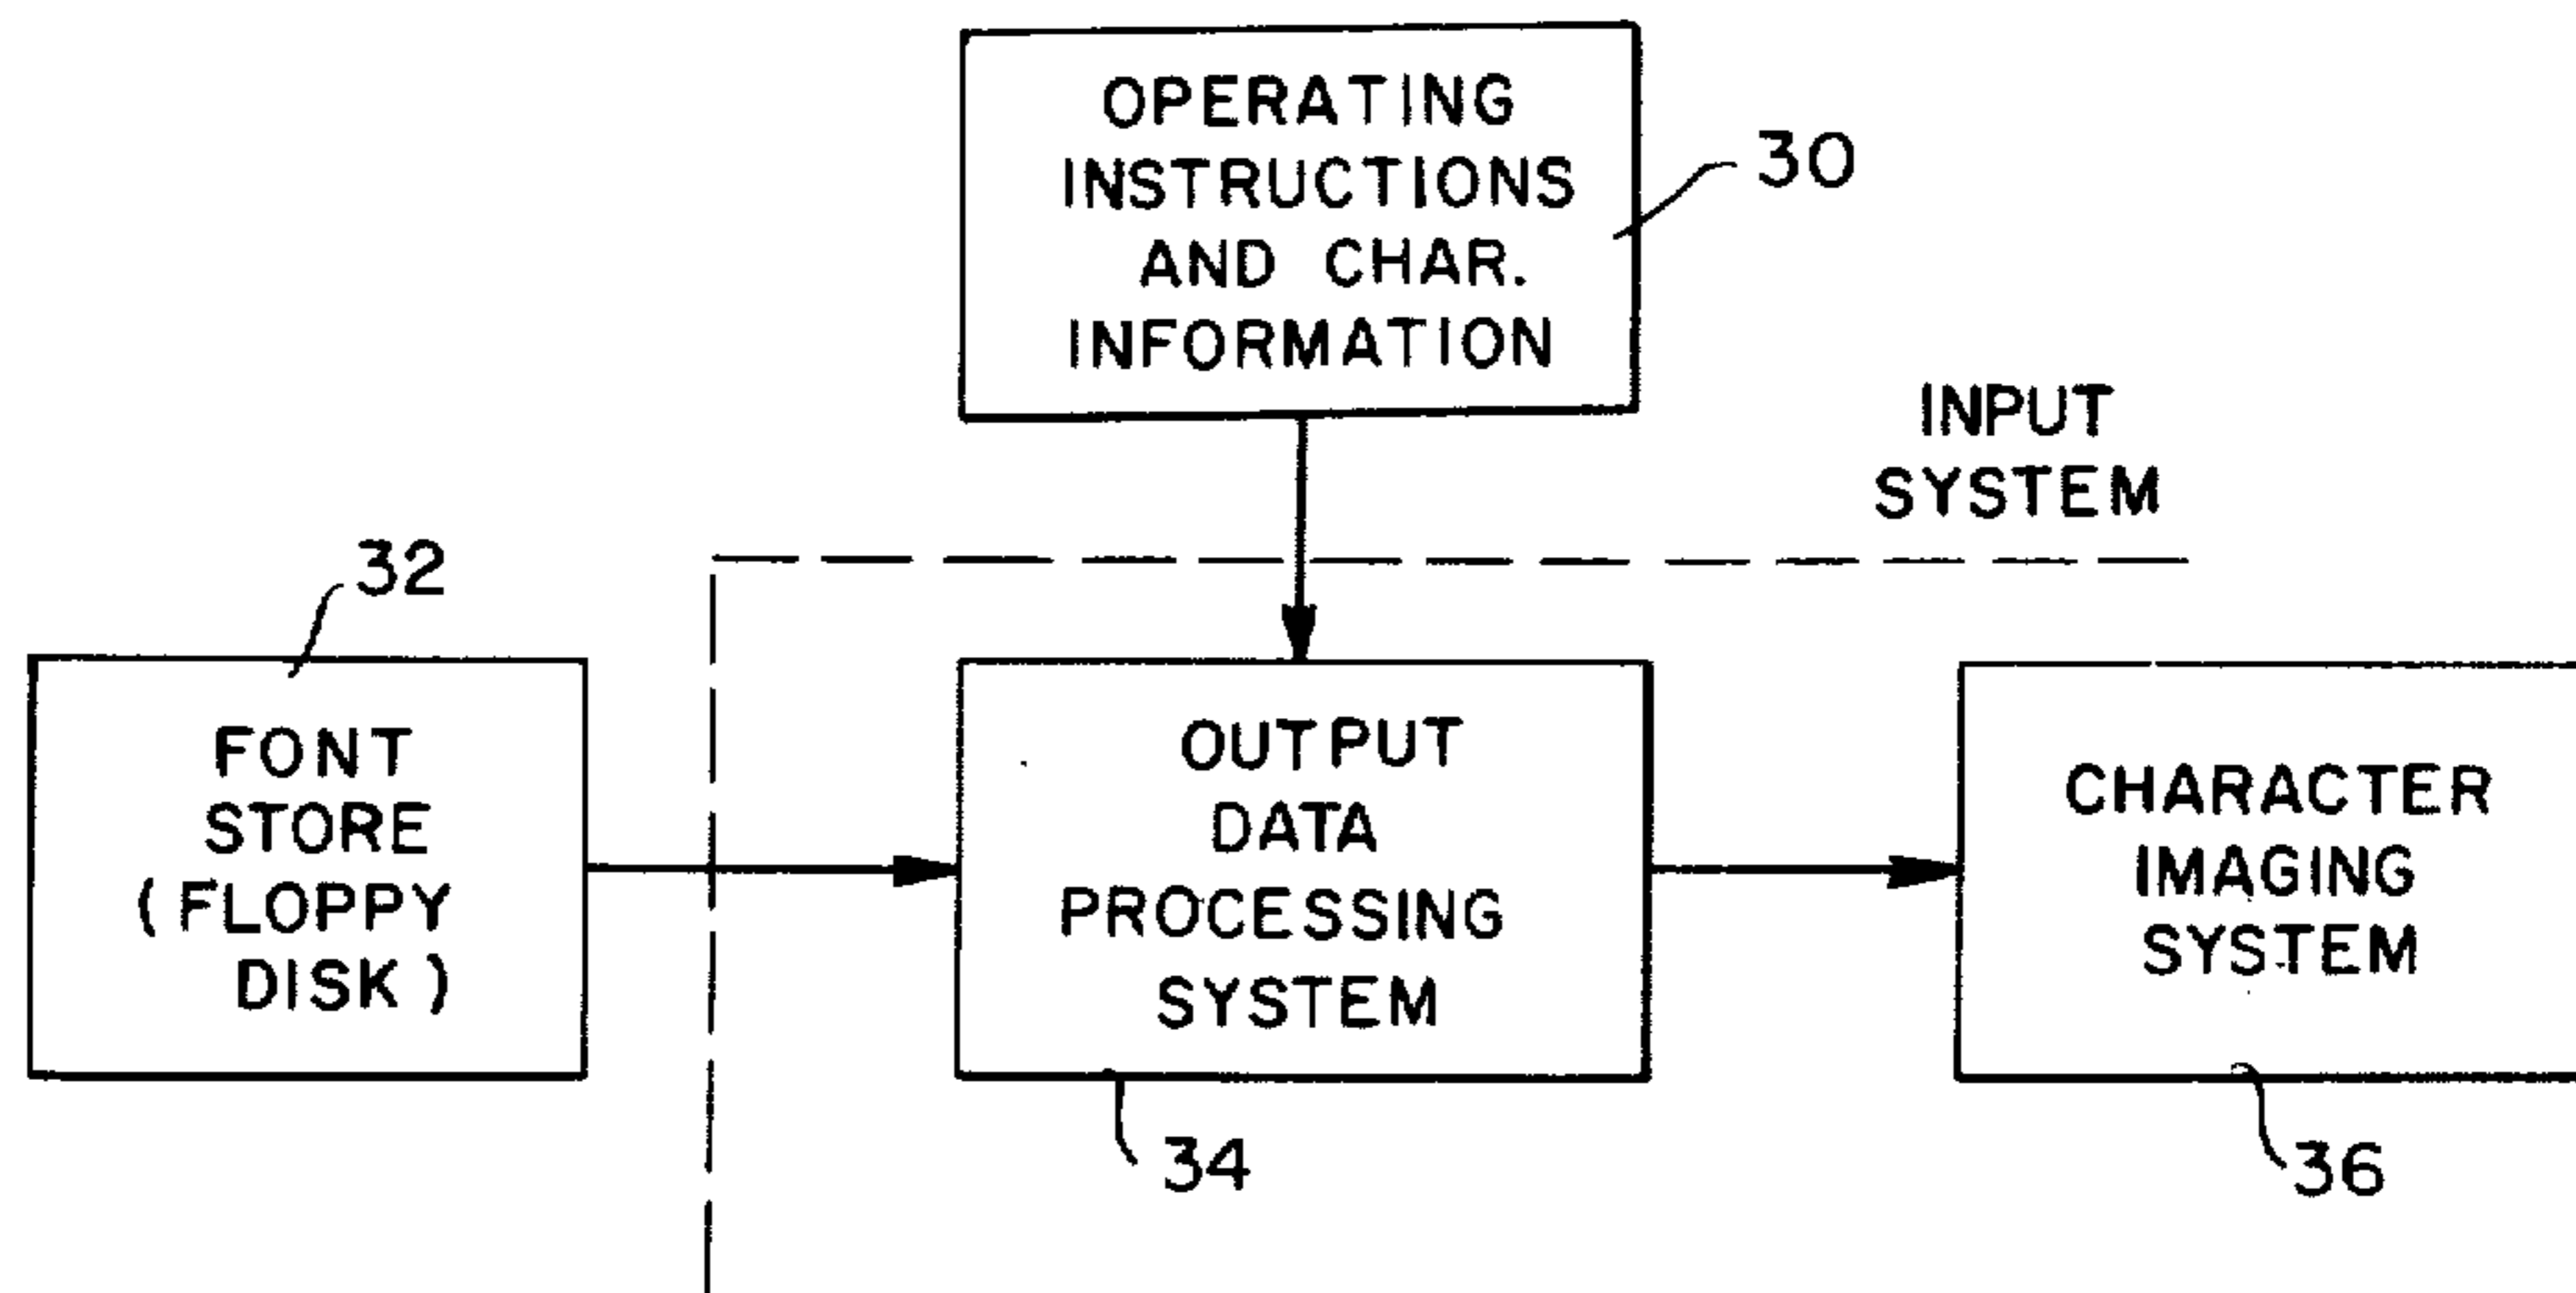 OPERATING
INSTRUCTIONS
AND CHAR.
INFORMATION
30
INPUT
SYSTEM
32
FONT
STORE
(FLOPPY
DISK)
OUTPUT
DATA
PROCESSING
SYSTEM
34
CHARACTER
IMAGING
SYSTEM
36